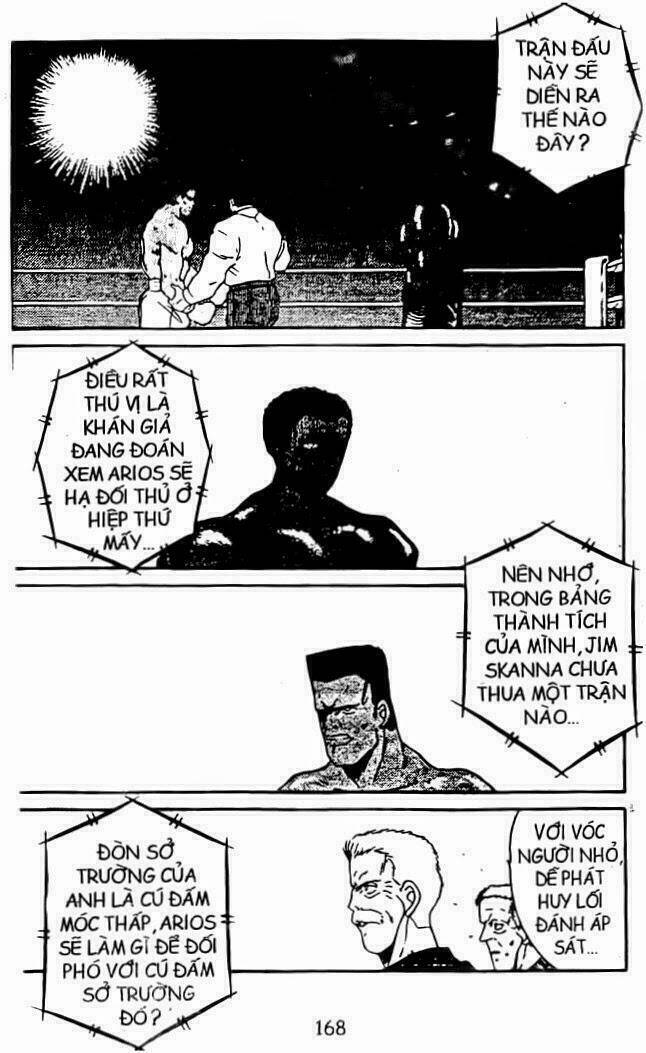 TRẬN ĐẤU
NÀY SẼ
DIỄN RA
THẾ NÀO
ĐÂY?
ĐIỀU RẤT
THÚ VỊ LÀ
KHÁN GIẢ
ĐANG ĐOÁN
XEM ARIOS SẼ
HẠ ĐỐI THỦ Ở
HIỆP THỨ
MẤY...
NÊN NHỚ,
TRONG BẢNG
THÀNH TÍCH
CỦA MÌNH, JIM
SKANNA CHƯA
THUA MỘT TRẬN
NÀO...
VỚI VÓC
NGƯỜI NHỎ,
DỄ PHÁT
HUY LỐI
ĐÁNH ÁP
SÁT...
ĐÒN SỞ
TRƯỜNG CỦA
ANH LÀ CÚ ĐẤM
MÓC THẤP, ARIOS
SẼ LÀM GÌ ĐỂ ĐỐI
PHÓ VỚI CÚ ĐẤM
SỞ TRƯỜNG
ĐÓ?
168